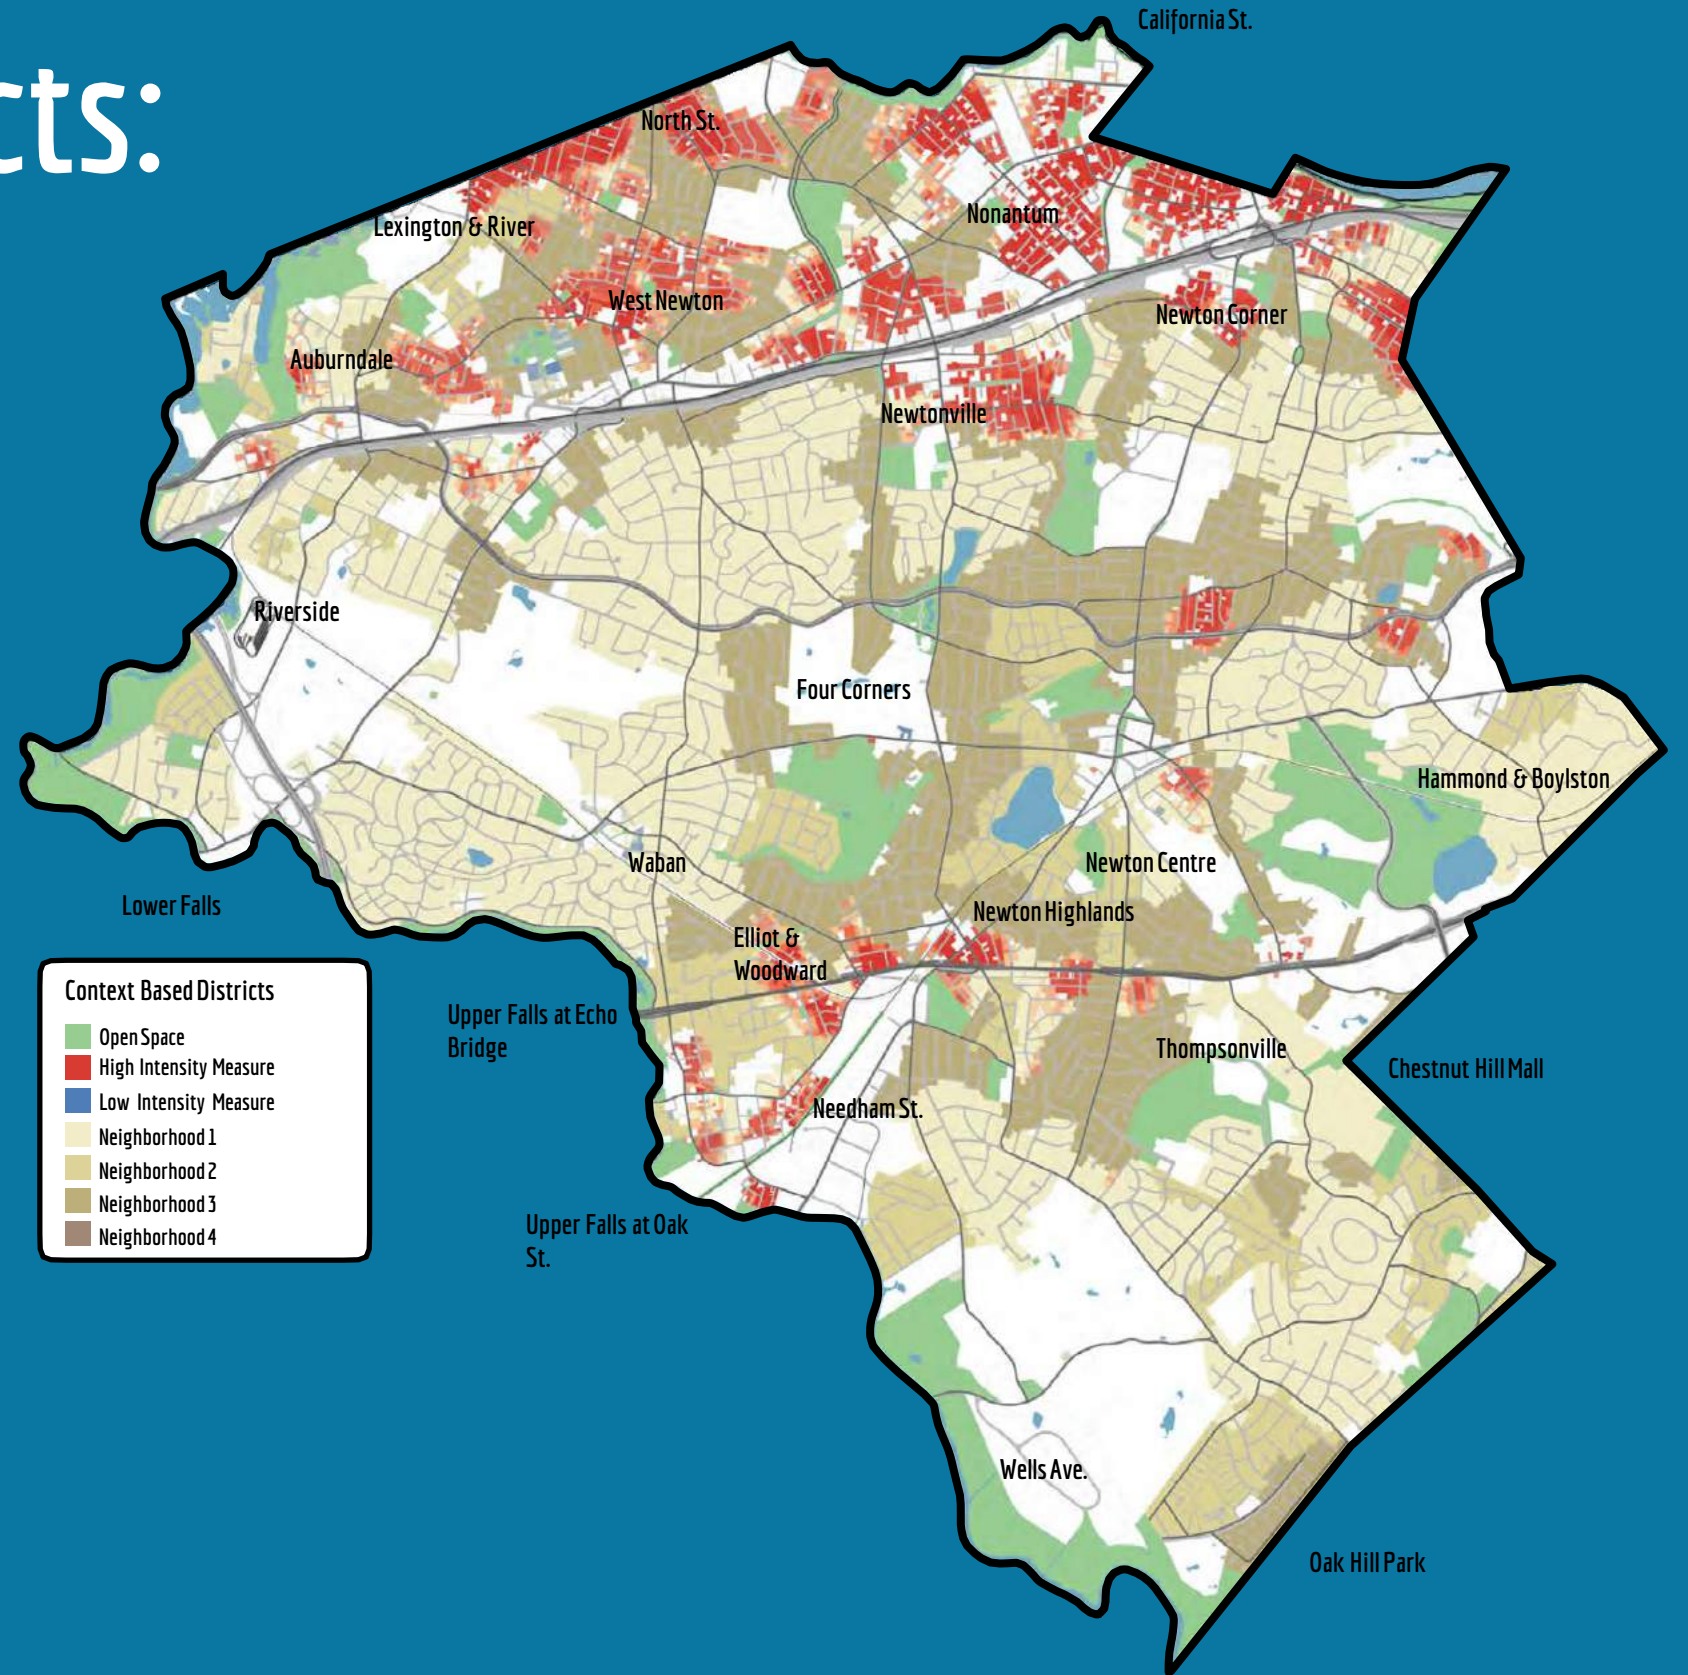 cts:
California St.
North St.
Nonantum
Lexington & River
West Newton
Newton Corner
Auburndale
Newtonville
Riverside
Four Corners
Hammond & Boylston
Waban
Newton Centre
Lower Falls
Newton Highlands
Elliot &
Woodward
Upper Falls at Echo
Bridge
Thompsonville
Chestnut Hill Mall
Needham St.
Upper Falls at Oak
St.
Wells Ave.
Oak Hill Park
Context Based Districts
Open Space
High Intensity Measure
Low Intensity Measure
Neighborhood 1
Neighborhood 2
Neighborhood 3
Neighborhood 4